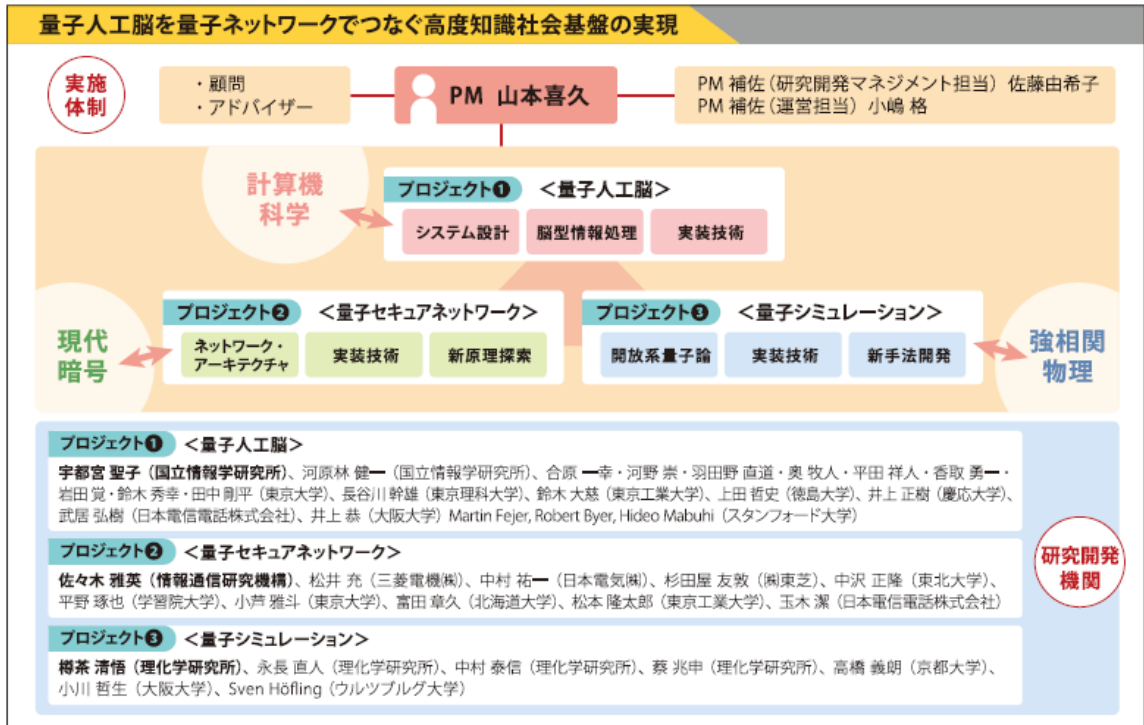 量子人工脳を量子ネットワークでつなぐ高度知識社会基盤の実現
実施
体制
・顧問
・アドバイザー
PM 山本喜久
PM 補佐(研究開発マネジメント担当) 佐藤由希子
PM 補佐(運営担当) 小嶋 格
計算機
科学
プロジェクト❶ <量子人工脳>
システム設計 脳型情報処理 実装技術
現代
暗号
プロジェクト❷ <量子セキュアネットワーク>
ネットワーク・
アーキテクチャ
実装技術 新原理探索
プロジェクト❸ <量子シミュレーション>
開放系量子論 実装技術 新手法開発
強相関
物理
プロジェクト❶ <量子人工脳>
宇都宮 聖子(国立情報学研究所)、河原林 健一(国立情報学研究所)、合原 一幸・河野 崇・羽田野 直道・奥 牧人・平田 祥人・香取 勇一・
岩田 覚・鈴木 秀幸・田中 剛平(東京大学)、長谷川 幹雄(東京理科大学)、鈴木 大慈(東京工業大学)、上田 哲史(徳島大学)、井上 正樹(慶応大学)、
武居 弘樹(日本電信電話株式会社)、井上 恭(大阪大学) Martin Fejer, Robert Byer, Hideo Mabuhi(スタンフォード大学)
プロジェクト❷ <量子セキュアネットワーク>
佐々木 雅英(情報通信研究機構)、松井 充(三菱電機㈱)、中村 祐一(日本電気㈱)、杉田屋 友敦(㈱東芝)、中沢 正隆(東北大学)、
平野 琢也(学習院大学)、小芦 雅斗(東京大学)、富田 章久(北海道大学)、松本 隆太郎(東京工業大学)、玉木 潔(日本電信電話株式会社)
プロジェクト❸ <量子シミュレーション>
樽茶 清悟(理化学研究所)、永長 直人(理化学研究所)、中村 泰信(理化学研究所)、蔡 兆申(理化学研究所)、高橋 義朗(京都大学)、
小川 哲生(大阪大学)、Sven Höfling(ウルツブルグ大学)
研究開発
機関